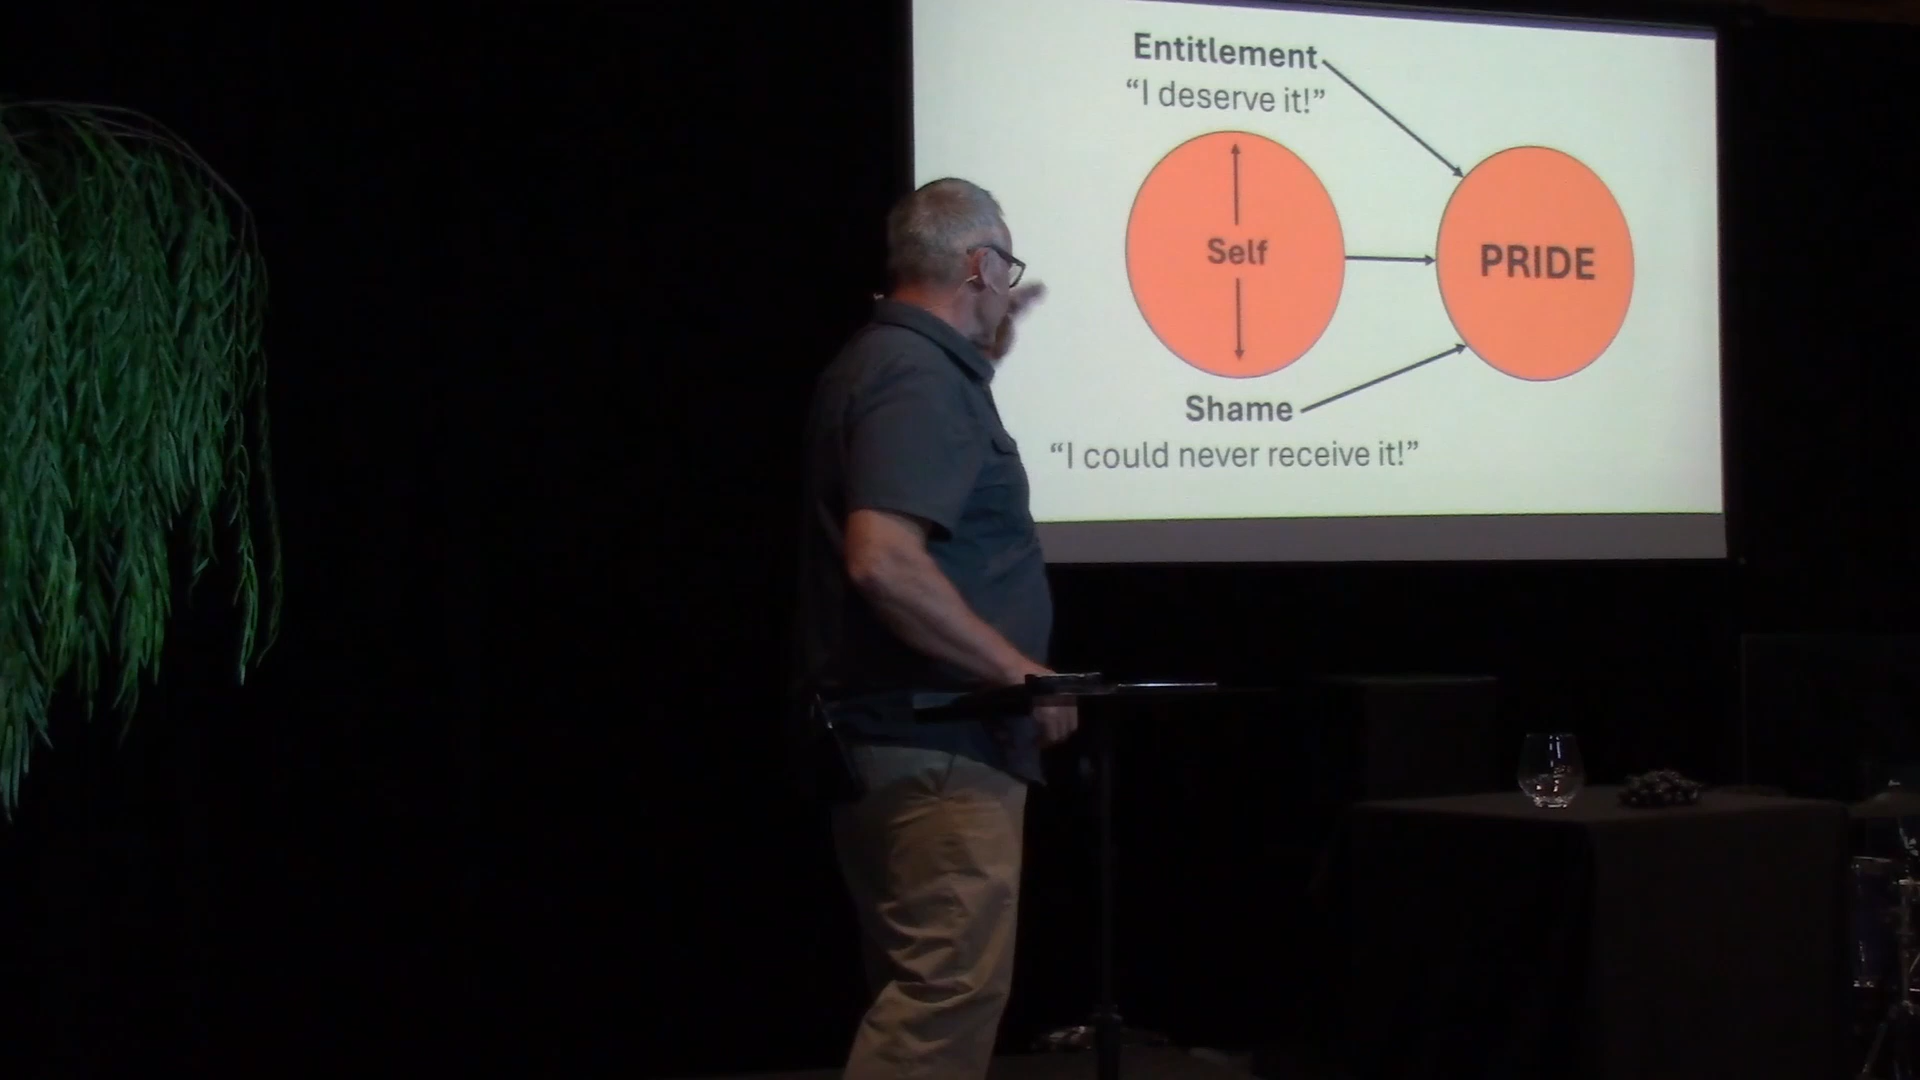 Entitlement
“I deserve it!”
Self
PRIDE
Shame
“I could never receive it!”